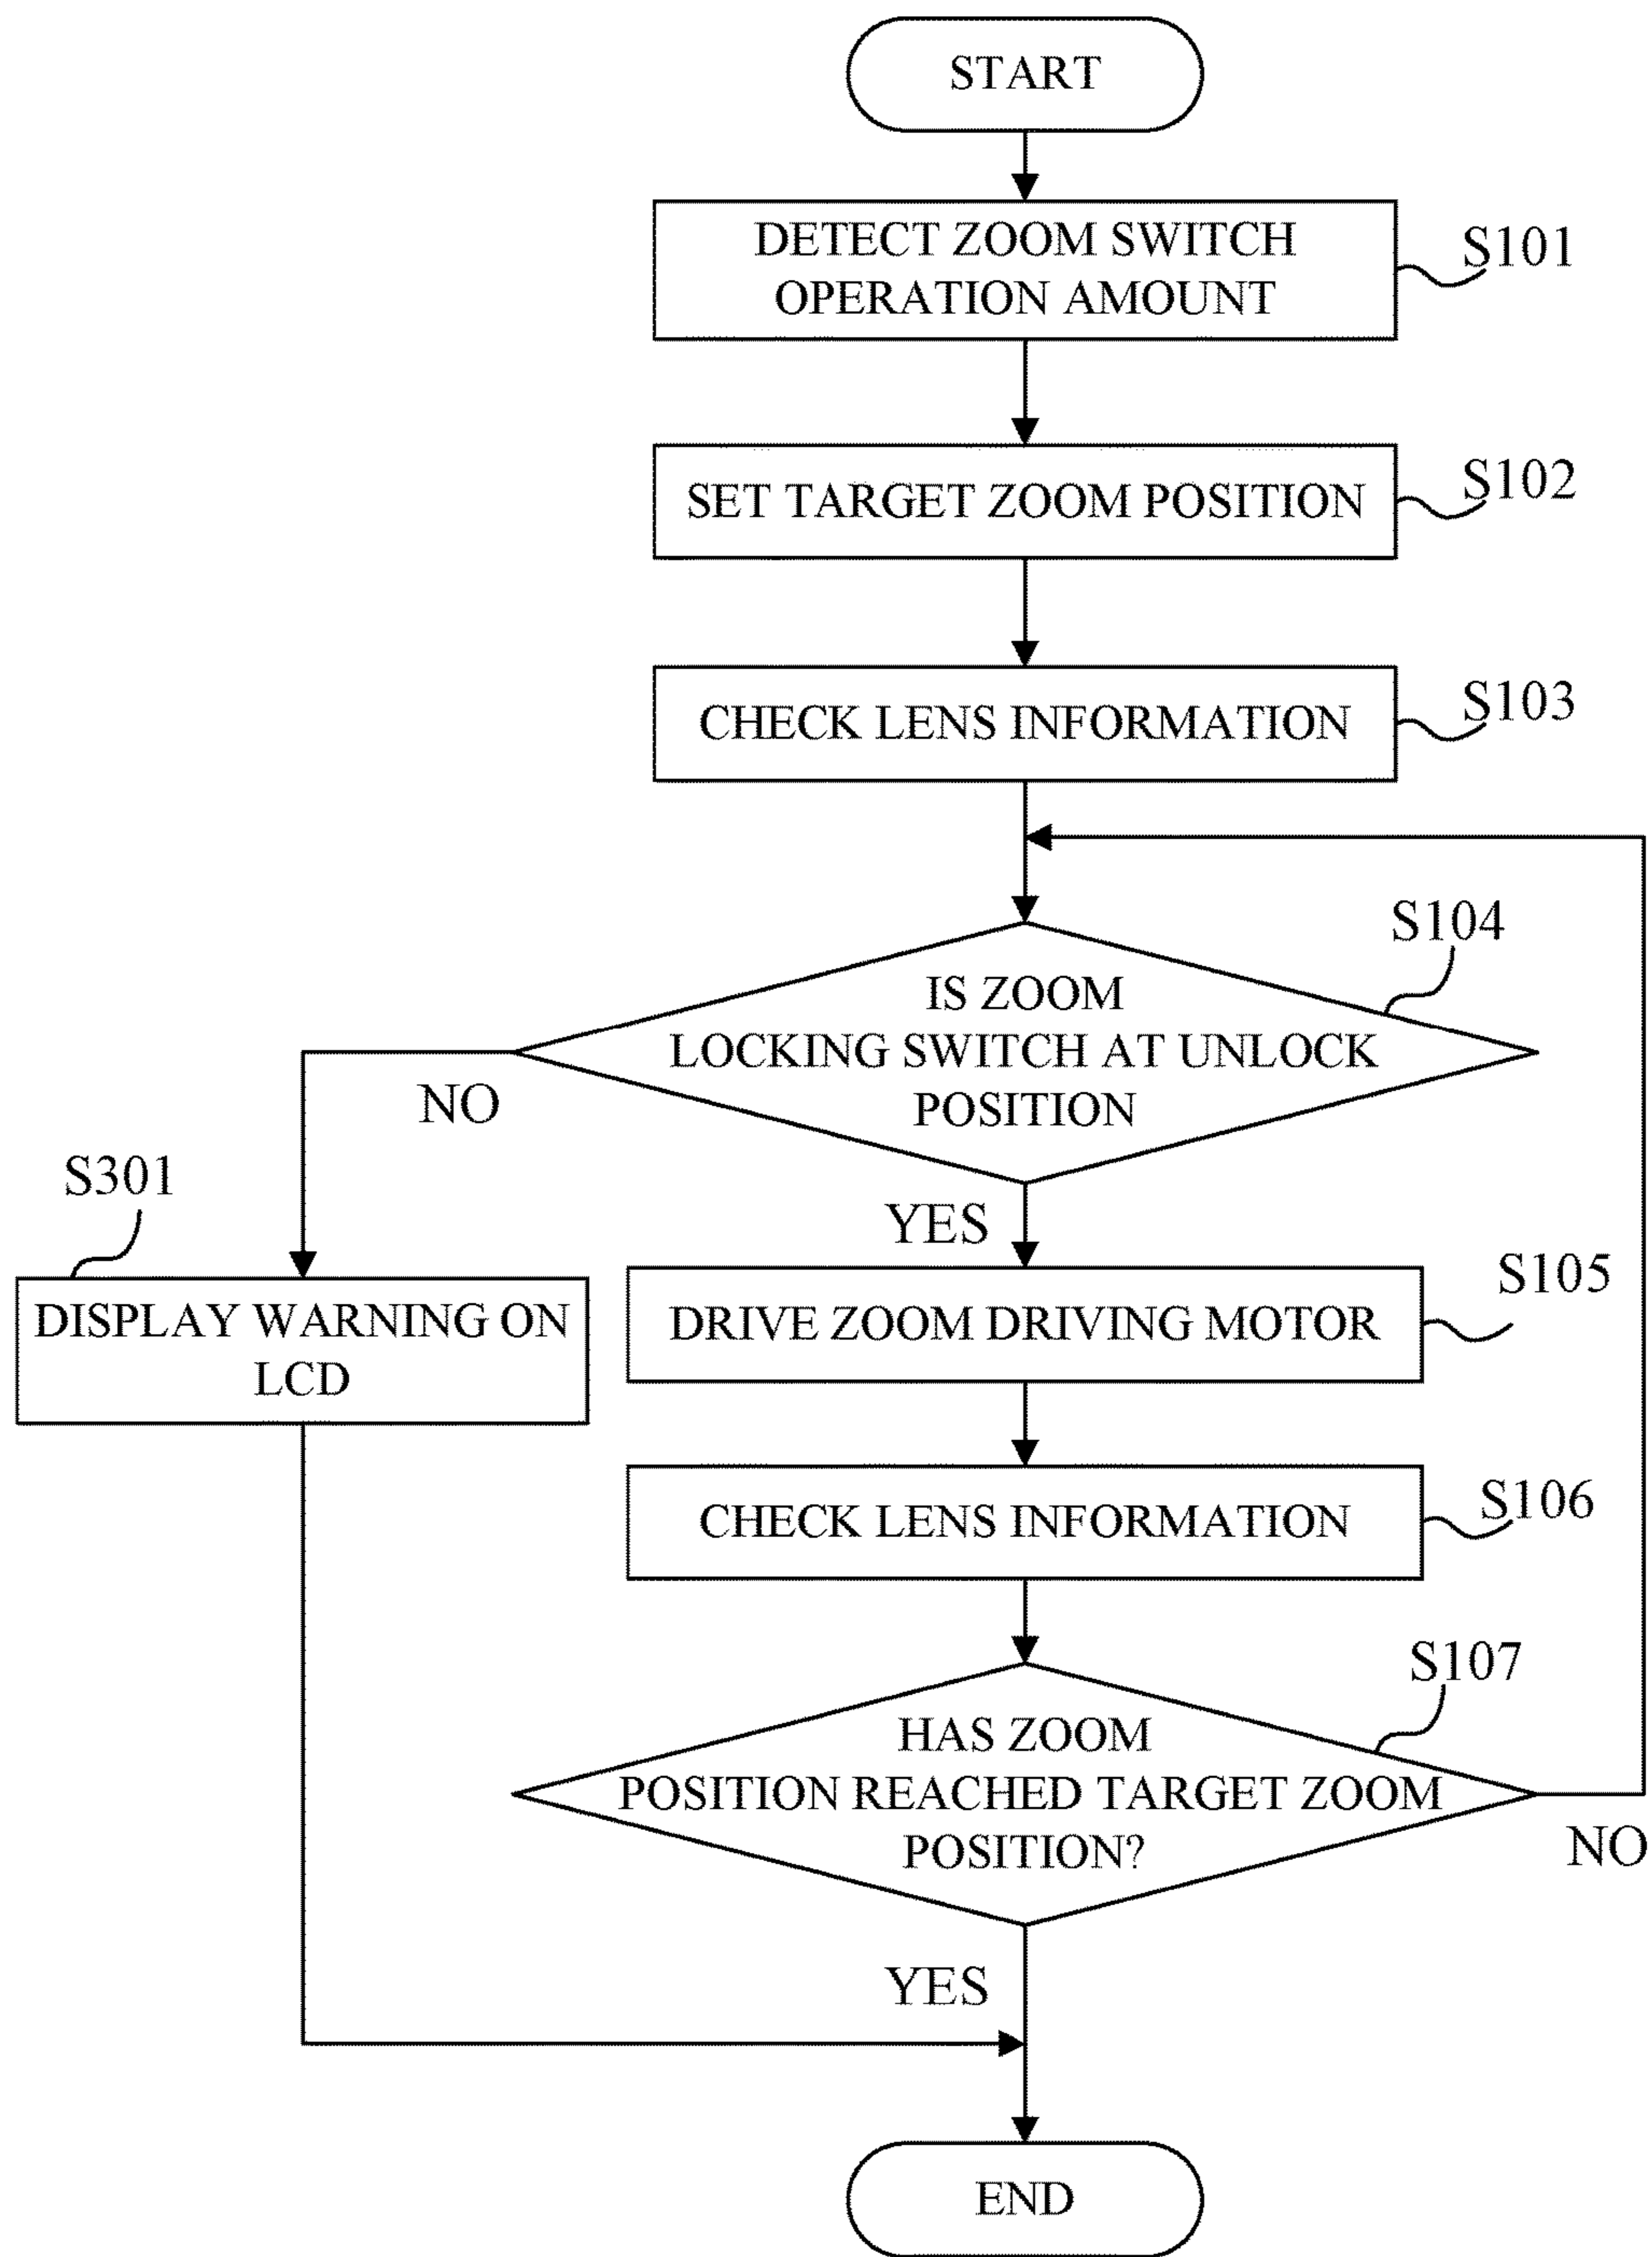 START
DETECT ZOOM SWITCH
OPERATION AMOUNT
S101
SET TARGET ZOOM POSITION
S102
CHECK LENS INFORMATION
S103
S104
IS ZOOM
LOCKING SWITCH AT UNLOCK
POSITION
NO
YES
S301
DISPLAY WARNING ON
LCD
DRIVE ZOOM DRIVING MOTOR
S105
CHECK LENS INFORMATION
S106
S107
HAS ZOOM
POSITION REACHED TARGET ZOOM
POSITION?
NO
YES
END